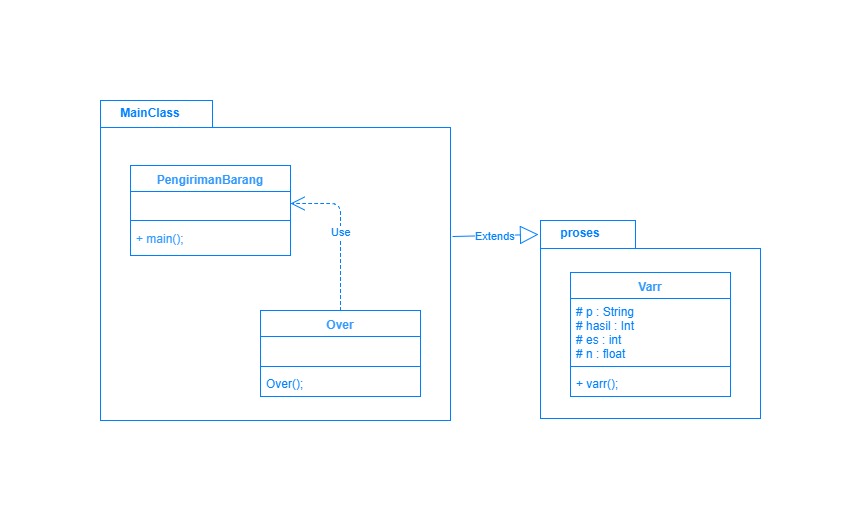 MainClass
PengirimanBarang
+ main();
Use
Over
Over();
Extends
proses
Varr
# p : String
# hasil : Int
# es : int
# n : float
+ varr();